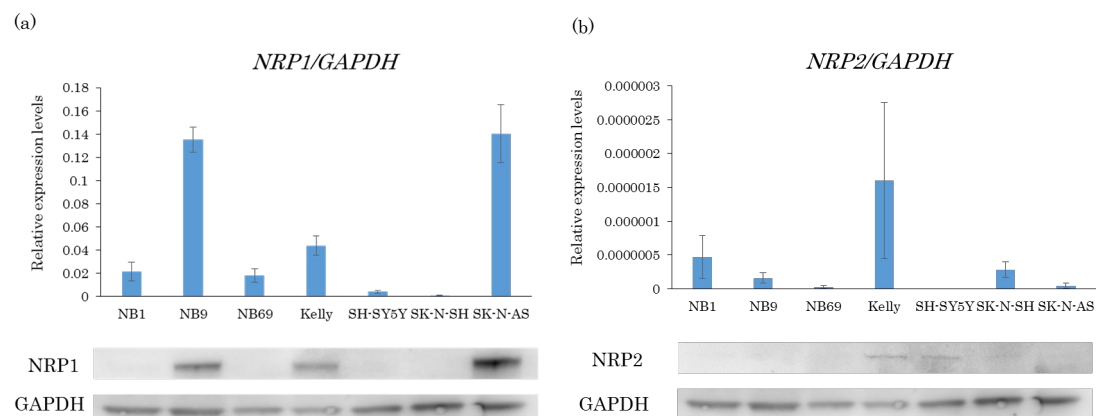 (a)
NRP1/GAPDH
Relative expression levels
0.18
0.16
0.14
0.12
0.1
0.08
0.06
0.04
0.02
0
NB1 NB9 NB69 Kelly SH-SY5Y SK-N-SH SK-N-AS
NRP1
GAPDH
(b)
NRP2/GAPDH
Relative expression levels
0.000003
0.0000025
0.000002
0.0000015
0.000001
0.0000005
0
NB1 NB9 NB69 Kelly SH-SY5Y SK-N-SH SK-N-AS
NRP2
GAPDH